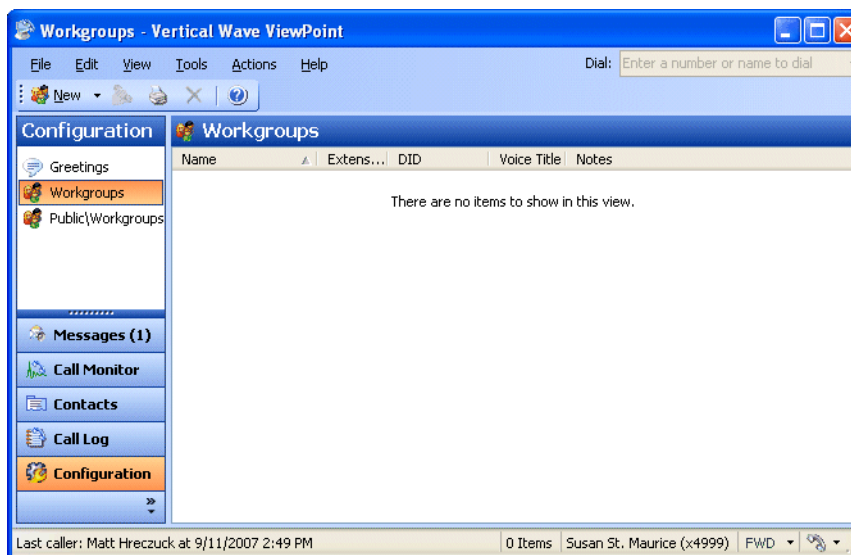 Workgroups - Vertical Wave ViewPoint
File Edit View Tools Actions Help Dial: Enter a number or name to dial
New
Configuration
Workgroups
Greetings
Workgroups
Public\Workgroups
Name Extens... DID Voice Title Notes
There are no items to show in this view.
Messages (1)
Call Monitor
Contacts
Call Log
Configuration
Last caller: Matt Hreczuck at 9/11/2007 2:49 PM 0 Items Susan St. Maurice (x4999) FWD